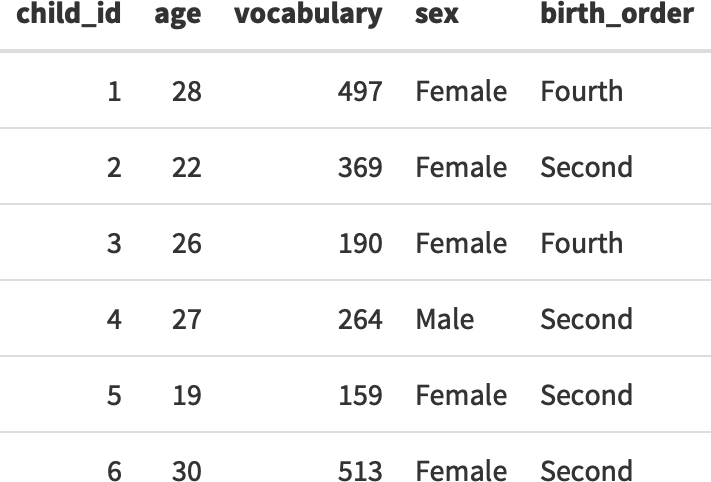 child_id age vocabulary sex birth_order
1 28 497 Female Fourth
2 22 369 Female Second
3 26 190 Female Fourth
4 27 264 Male Second
5 19 159 Female Second
6 30 513 Female Second